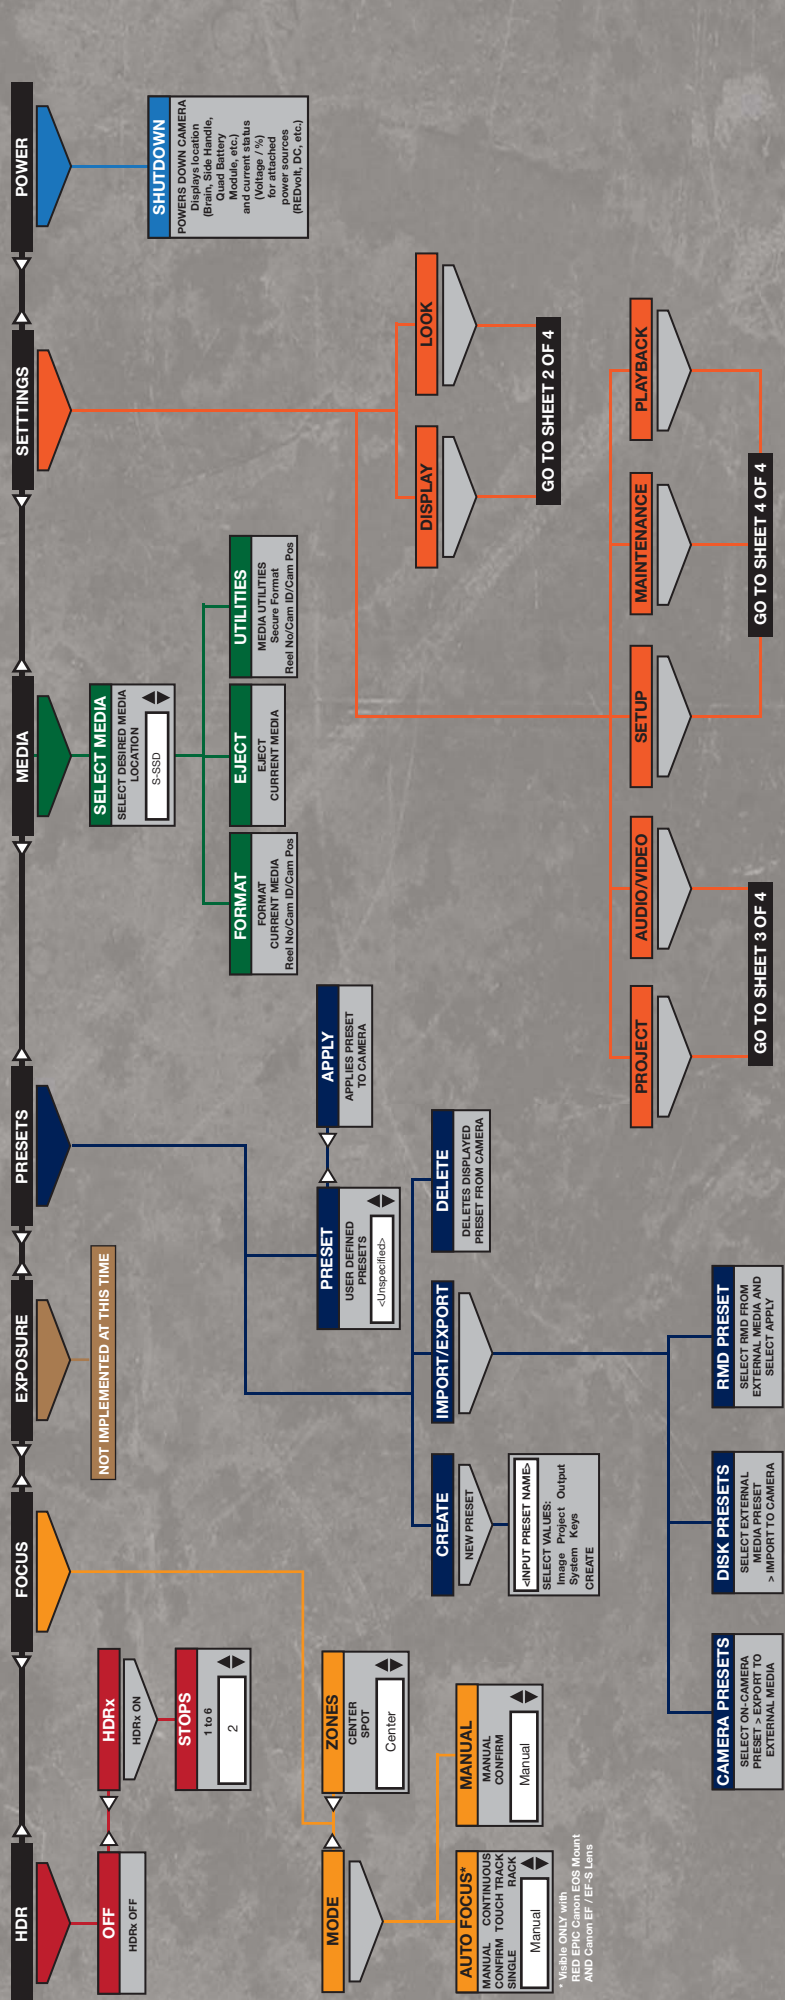 HDR
FOCUS
EXPOSURE
PRESETS
MEDIA
SETTTINGS
POWER
OFF
HDRx OFF
HDRx
HDRx ON
STOPS
1 to 6
2
MODE
ZONES
CENTER
SPOT
Center
AUTO FOCUS*
MANUAL CONTINUOUS
CONFIRM TOUCH TRACK
SINGLE RACK
Manual
* Visible ONLY with
RED EPIC Canon EOS Mount
AND Canon EF / EF-S Lens
MANUAL
MANUAL
CONFIRM
Manual
NOT IMPLEMENTED AT THIS TIME
PRESET
USER DEFINED
PRESETS
<Unspecified>
APPLY
APPLIES PRESET
TO CAMERA
CREATE
NEW PRESET
<INPUT PRESET NAME>
SELECT VALUES:
Image Project Output
System Keys
CREATE
IMPORT/EXPORT
DELETE
DELETES DISPLAYED
PRESET FROM CAMERA
CAMERA PRESETS
SELECT ON-CAMERA
PRESET > EXPORT TO
EXTERNAL MEDIA
DISK PRESETS
SELECT EXTERNAL
MEDIA PRESET
> IMPORT TO CAMERA
RMD PRESET
SELECT RMD FROM
EXTERNAL MEDIA AND
SELECT APPLY
SELECT MEDIA
SELECT DESIRED MEDIA
LOCATION
S-SSD
FORMAT
FORMAT
CURRENT MEDIA
Reel No/Cam ID/Cam Pos
EJECT
EJECT
CURRENT MEDIA
UTILITIES
MEDIA UTILITIES
Secure Format
Reel No/Cam ID/Cam Pos
DISPLAY
LOOK
GO TO SHEET 2 OF 4
PROJECT
AUDIO/VIDEO
SETUP
MAINTENANCE
PLAYBACK
GO TO SHEET 3 OF 4
GO TO SHEET 4 OF 4
SHUTDOWN
POWERS DOWN CAMERA
Displays location
(Brain, Side Handle,
Quad Battery
Module, etc.)
and current status
(Voltage / %)
for attached
power sources
(REDvolt, DC, etc.)